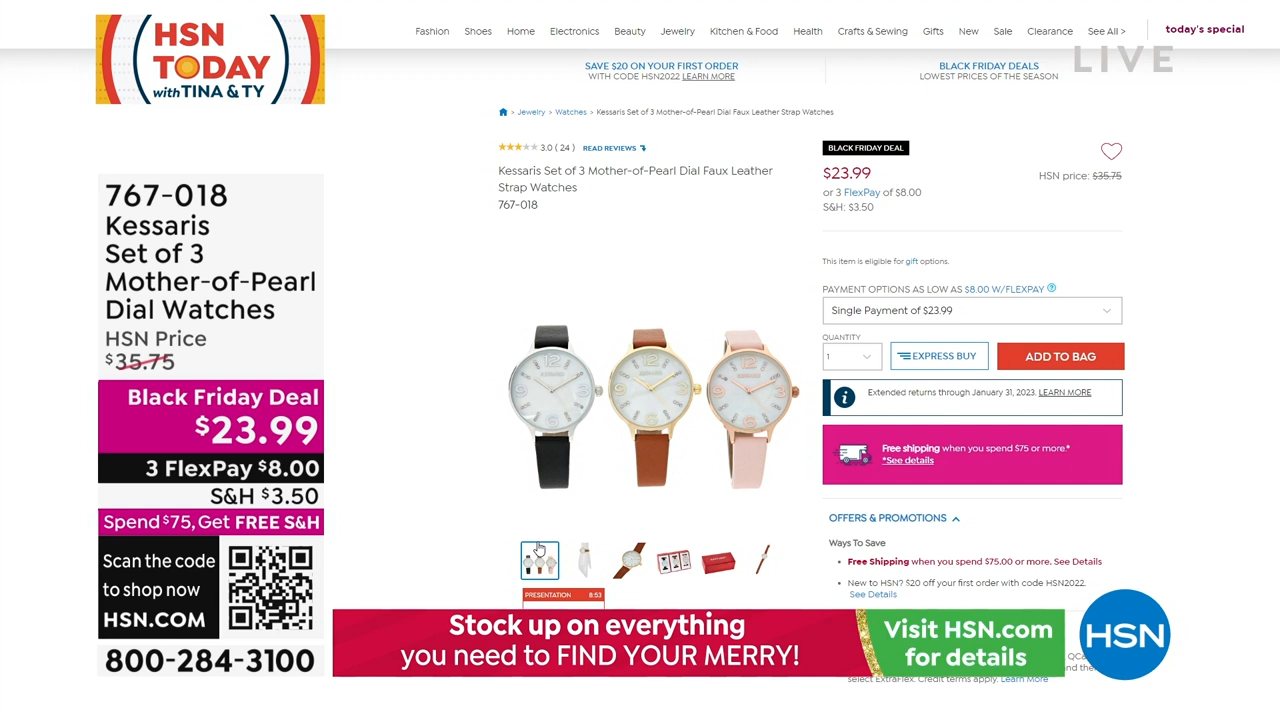 HSN
TODAY
with TINA & TY
Fashion Shoes Home Electronics Beauty Jewelry Kitchen & Food Health Crafts & Sewing Gifts New Sale Clearance See All > today's special
LIVE
SAVE $20 ON YOUR FIRST ORDER
WITH CODE HSN2022 LEARN MORE
BLACK FRIDAY DEALS
LOWEST PRICES OF THE SEASON
> Jewelry > Watches > Kessaris Set of 3 Mother-of-Pearl Dial Faux Leather Strap Watches
3.0 ( 24 ) READ REVIEWS
Kessaris Set of 3 Mother-of-Pearl Dial Faux Leather
Strap Watches
767-018
BLACK FRIDAY DEAL
$23.99
HSN price: $35.75
or 3 FlexPay of $8.00
S&H: $3.50
This item is eligible for gift options.
PAYMENT OPTIONS AS LOW AS $8.00 W/FLEXPAY ?
Single Payment of $23.99
QUANTITY
1
EXPRESS BUY
ADD TO BAG
i Extended returns through January 31, 2023. LEARN MORE
Free shipping when you spend $75 or more.*
*See details
OFFERS & PROMOTIONS
Ways To Save
• Free Shipping when you spend $75.00 or more. See Details
• New to HSN? $20 off your first order with code HSN2022.
See Details
select ExtraFlex. Credit terms apply. Learn More
767-018
Kessaris
Set of 3
Mother-of-Pearl
Dial Watches
HSN Price
$35.75
Black Friday Deal
$23.99
3 FlexPay $8.00
S&H $3.50
Spend $75, Get FREE S&H
Scan the code
to shop now
HSN.COM
800-284-3100
PRESENTATION 8:53
Stock up on everything
you need to FIND YOUR MERRY!
Visit HSN.com
for details
HSN